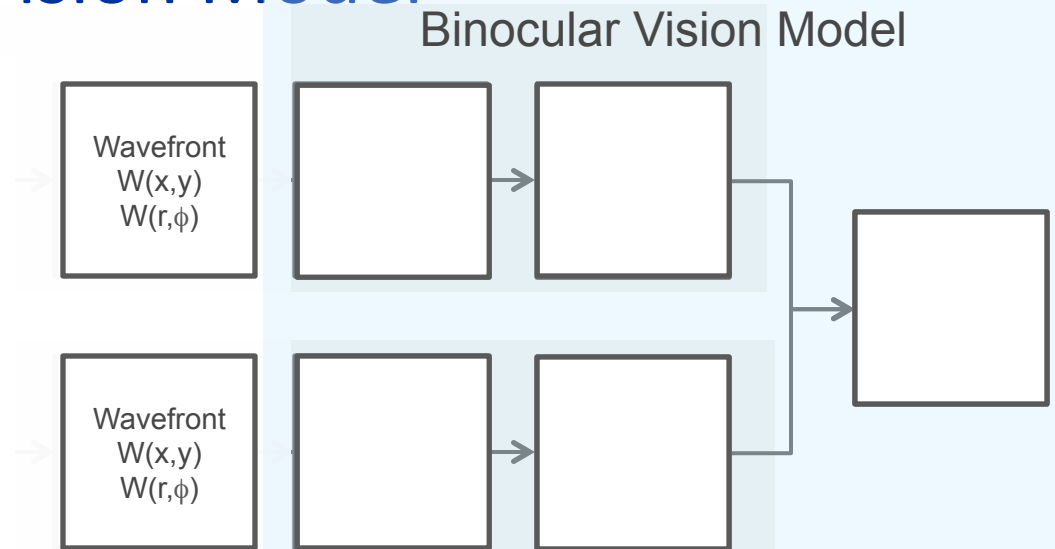 Binocular Vision Model
Wavefront
W(x,y)
W(r,ϕ)
Wavefront
W(x,y)
W(r,ϕ)